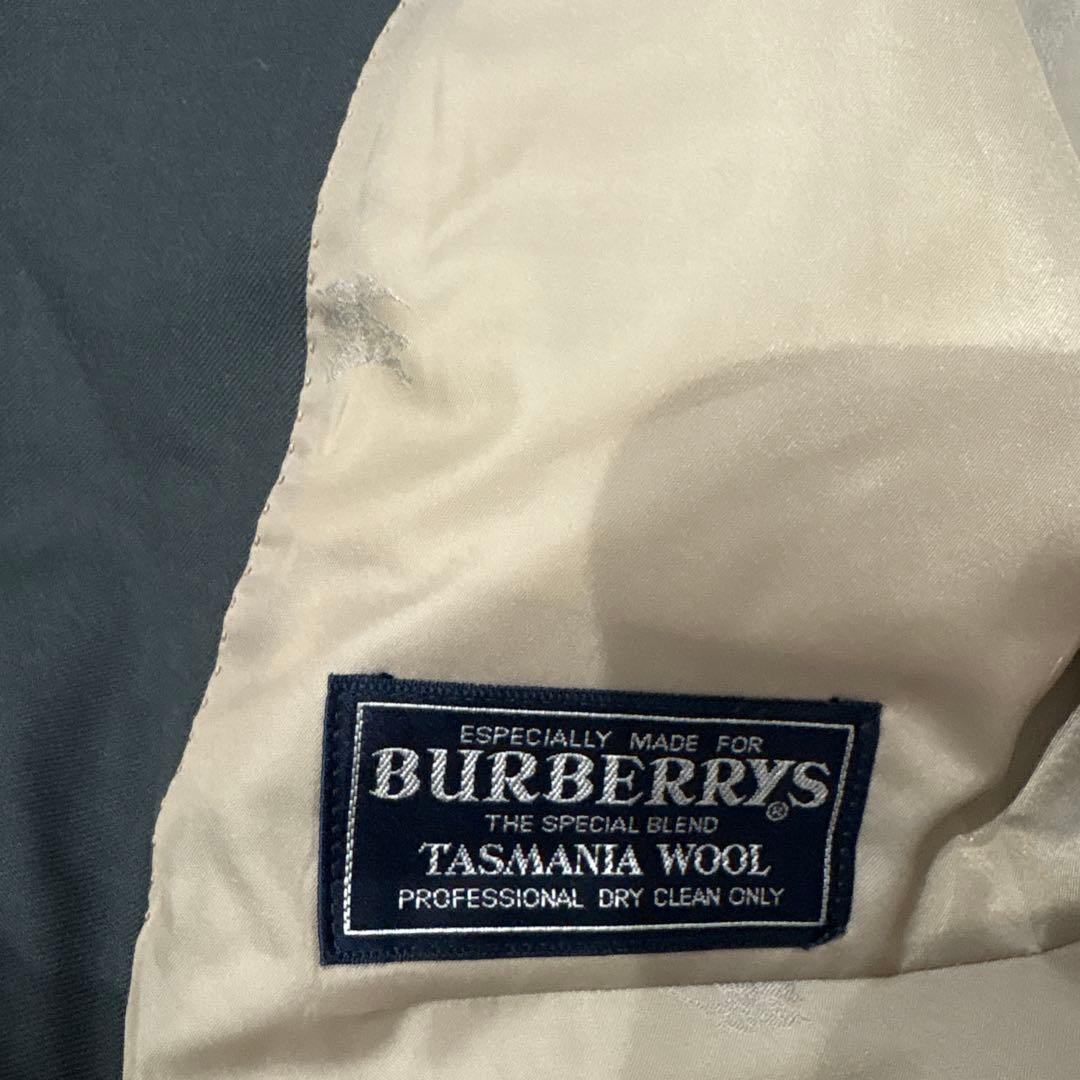 ESPECIALLY MADE FOR
BURBERRYS®
THE SPECIAL BLEND
TASMANIA WOOL
PROFESSIONAL DRY CLEAN ONLY